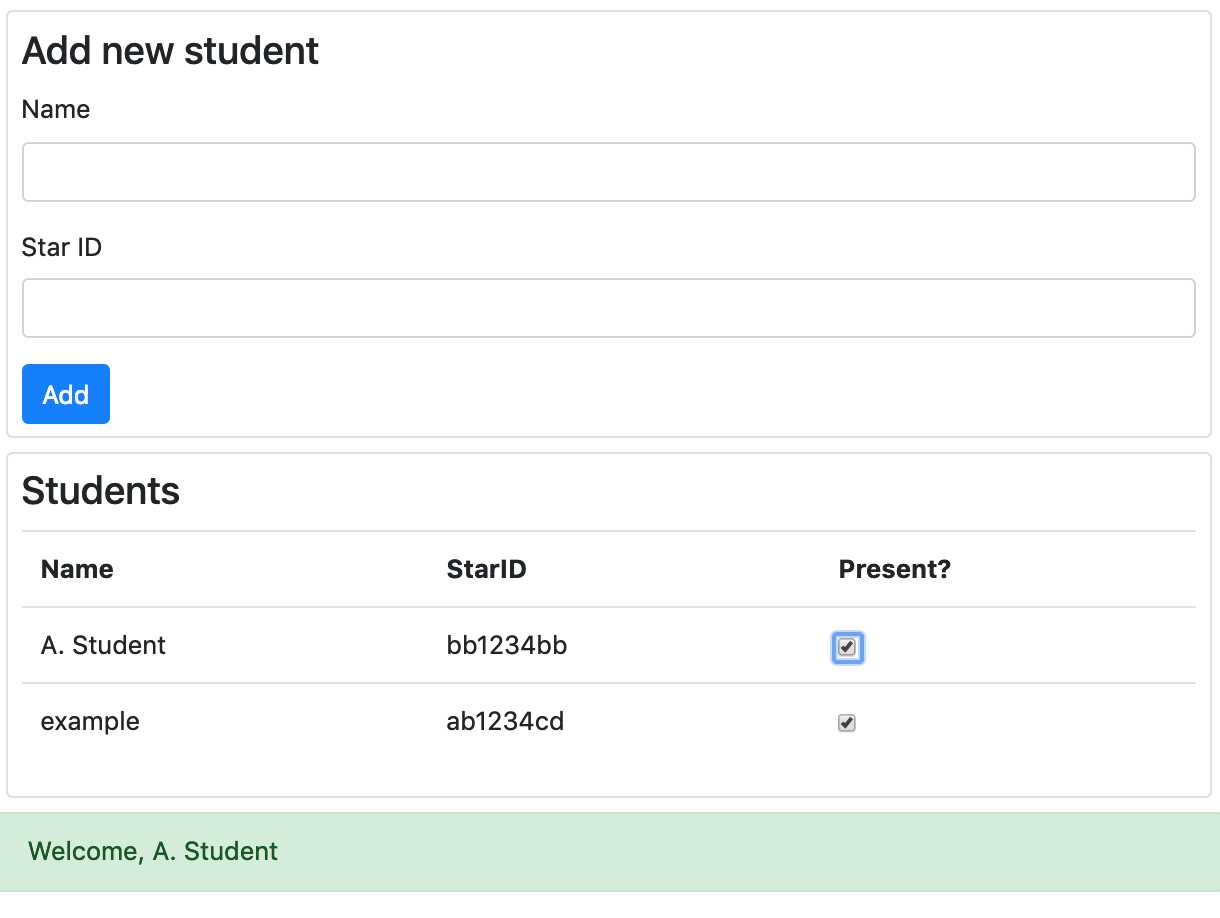 Add new student
Name
Star ID
Add
Students
Name StarID Present?
A. Student bb1234bb
example ab1234cd
Welcome, A. Student